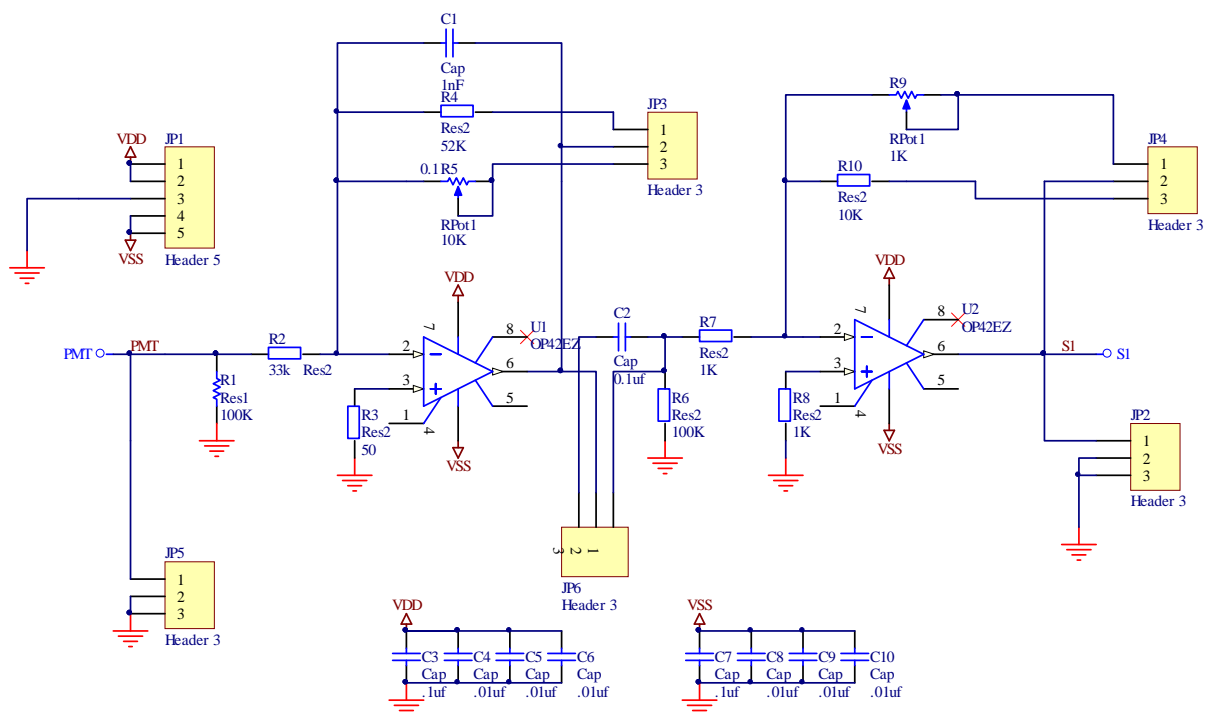 C1
Cap
1nF
R4
Res2
52K
0.1 R5
RPot1
10K
JP3
1
2
3
Header 3
R9
RPot1
1K
R10
Res2
10K
JP4
1
2
3
Header 3
VDD
JP1
1
2
3
4
5
VSS
Header 5
PMT
PMT
R1
Res1
100K
R2
33k Res2
R3
Res2
50
VDD
7
2
3
1
4
8
6
5
U1
OP42EZ
VSS
C2
Cap
0.1uf
R7
Res2
1K
R6
Res2
100K
R8
Res2
1K
VDD
7
2
3
1
4
8
6
5
U2
OP42EZ
VSS
S1
S1
JP2
1
2
3
Header 3
JP5
1
2
3
Header 3
3 2 1
JP6
Header 3
VDD
C3
Cap
.1uf
C4
Cap
.01uf
C5
Cap
.01uf
C6
Cap
.01uf
VSS
C7
Cap
.1uf
C8
Cap
.01uf
C9
Cap
.01uf
C10
Cap
.01uf